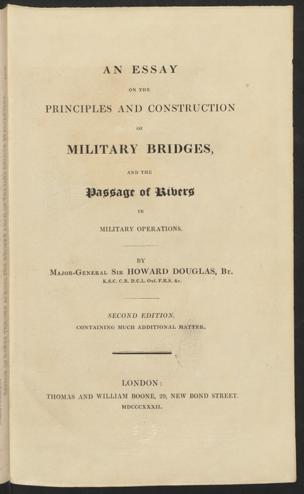 AN ESSAY
ON THE
PRINCIPLES AND CONSTRUCTION
OF
MILITARY BRIDGES,
AND THE
Passage of Rivers
IN
MILITARY OPERATIONS.
BY
MAJOR-GENERAL SIR HOWARD DOUGLAS, BT.
K.S.C. C.B. D.C.L. Oxf. F.R.S. &c.
SECOND EDITION,
CONTAINING MUCH ADDITIONAL MATTER.
LONDON:
THOMAS AND WILLIAM BOONE, 29, NEW BOND STREET.
MDCCCXXXII.